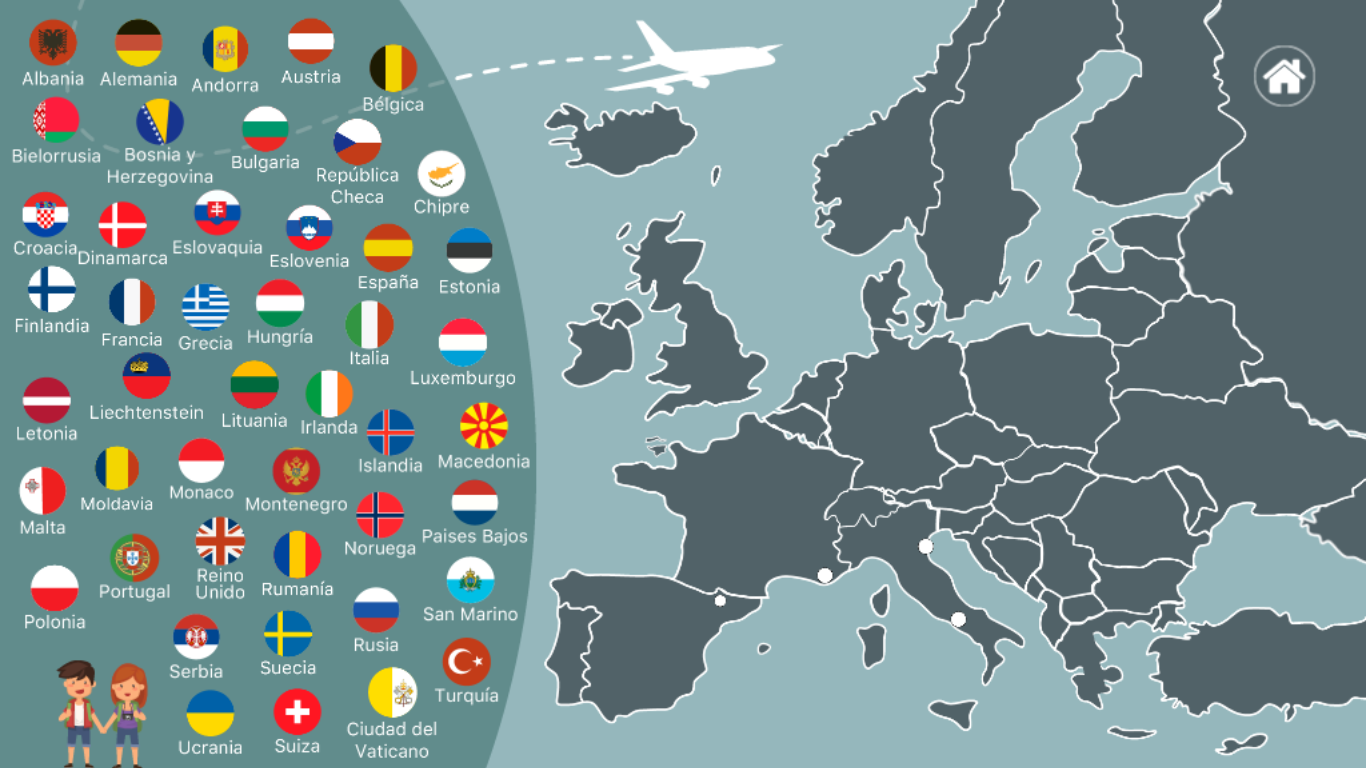 Albania
Alemania
Andorra
Austria
Bélgica
Bielorrusia
Bosnia y
Herzegovina
Bulgaria
República
Checa
Chipre
Croacia
Dinamarca
Eslovaquia
Eslovenia
España
Estonia
Finlandia
Francia
Grecia
Hungría
Italia
Luxemburgo
Letonia
Liechtenstein
Lituania
Irlanda
Islandia
Macedonia
Malta
Moldavia
Monaco
Montenegro
Noruega
Paises Bajos
Polonia
Portugal
Reino
Unido
Rumanía
Rusia
San Marino
Serbia
Suecia
Turquía
Ucrania
Suiza
Ciudad del
Vaticano